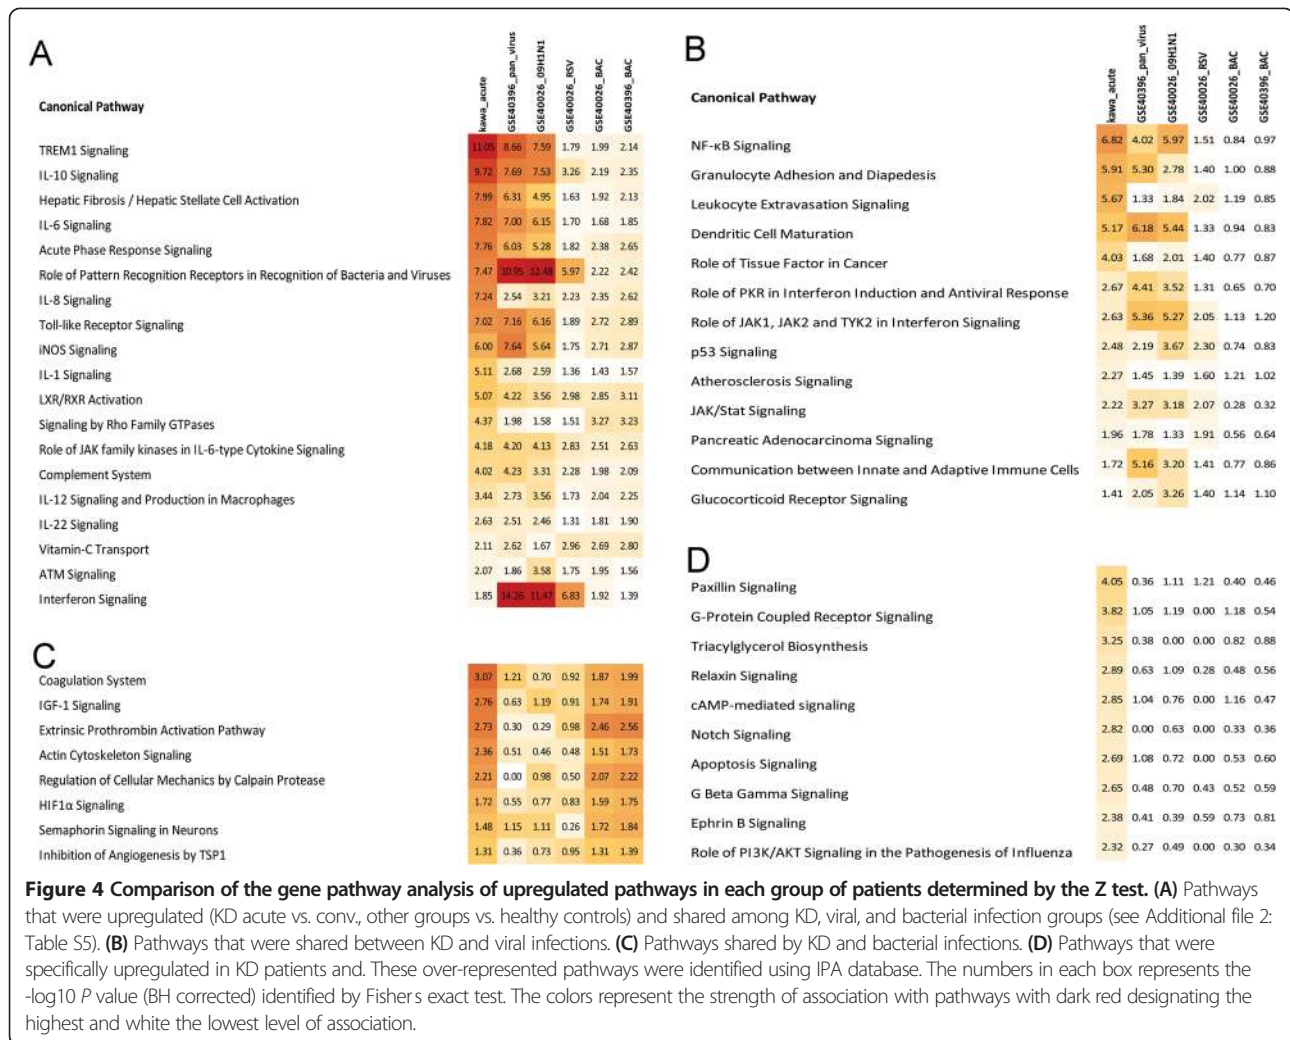 A
Canonical Pathway
kawa_acute
GSE40396_pan_virus
GSE40026_09H1N1
GSE40026_RSV
GSE40026_BAC
GSE40396_BAC
TREM1 Signaling 11.05 8.66 7.59 1.79 1.99 2.14
IL-10 Signaling 9.72 7.69 7.53 3.26 2.19 2.35
Hepatic Fibrosis / Hepatic Stellate Cell Activation 7.99 6.31 4.95 1.63 1.92 2.13
IL-6 Signaling 7.82 7.00 6.15 1.70 1.68 1.85
Acute Phase Response Signaling 7.76 6.03 5.28 1.82 2.38 2.65
Role of Pattern Recognition Receptors in Recognition of Bacteria and Viruses 7.47 10.95 12.48 5.97 2.22 2.42
IL-8 Signaling 7.24 2.54 3.21 2.23 2.35 2.62
Toll-like Receptor Signaling 7.02 7.16 6.16 1.89 2.72 2.89
iNOS Signaling 6.00 7.64 5.64 1.75 2.71 2.87
IL-1 Signaling 5.11 2.68 2.59 1.36 1.43 1.57
LXR/RXR Activation 5.07 4.22 3.56 2.98 2.85 3.11
Signaling by Rho Family GTPases 4.37 1.98 1.58 1.51 3.27 3.23
Role of JAK family kinases in IL-6-type Cytokine Signaling 4.18 4.20 4.13 2.83 2.51 2.63
Complement System 4.02 4.23 3.31 2.28 1.98 2.09
IL-12 Signaling and Production in Macrophages 3.44 2.73 3.56 1.73 2.04 2.25
IL-22 Signaling 2.63 2.51 2.46 1.31 1.81 1.90
Vitamin-C Transport 2.11 2.62 1.67 2.96 2.69 2.80
ATM Signaling 2.07 1.86 3.58 1.75 1.95 1.56
Interferon Signaling 1.85 14.26 11.47 6.83 1.92 1.39
B
Canonical Pathway
kawa_acute
GSE40396_pan_virus
GSE40026_09H1N1
GSE40026_RSV
GSE40026_BAC
GSE40396_BAC
NF-κB Signaling 6.82 4.02 5.97 1.51 0.84 0.97
Granulocyte Adhesion and Diapedesis 5.91 5.30 2.78 1.40 1.00 0.88
Leukocyte Extravasation Signaling 5.67 1.33 1.84 2.02 1.19 0.85
Dendritic Cell Maturation 5.17 6.18 5.44 1.33 0.94 0.83
Role of Tissue Factor in Cancer 4.03 1.68 2.01 1.40 0.77 0.87
Role of PKR in Interferon Induction and Antiviral Response 2.67 4.41 3.52 1.31 0.65 0.70
Role of JAK1, JAK2 and TYK2 in Interferon Signaling 2.63 5.36 5.27 2.05 1.13 1.20
p53 Signaling 2.48 2.19 3.67 2.30 0.74 0.83
Atherosclerosis Signaling 2.27 1.45 1.39 1.60 1.21 1.02
JAK/Stat Signaling 2.22 3.27 3.18 2.07 0.28 0.32
Pancreatic Adenocarcinoma Signaling 1.96 1.78 1.33 1.91 0.56 0.64
Communication between Innate and Adaptive Immune Cells 1.72 5.16 3.20 1.41 0.77 0.86
Glucocorticoid Receptor Signaling 1.41 2.05 3.26 1.40 1.14 1.10
C
Coagulation System 3.07 1.21 0.70 0.92 1.87 1.99
IGF-1 Signaling 2.76 0.63 1.19 0.91 1.74 1.91
Extrinsic Prothrombin Activation Pathway 2.73 0.30 0.29 0.98 2.46 2.56
Actin Cytoskeleton Signaling 2.36 0.51 0.46 0.48 1.51 1.73
Regulation of Cellular Mechanics by Calpain Protease 2.21 0.00 0.98 0.50 2.07 2.22
HIF1α Signaling 1.72 0.55 0.77 0.83 1.59 1.75
Semaphorin Signaling in Neurons 1.48 1.15 1.11 0.26 1.72 1.84
Inhibition of Angiogenesis by TSP1 1.31 0.36 0.73 0.95 1.31 1.39
D
Paxillin Signaling 4.05 0.36 1.11 1.21 0.40 0.46
G-Protein Coupled Receptor Signaling 3.82 1.05 1.19 0.00 1.18 0.54
Triacylglycerol Biosynthesis 3.25 0.38 0.00 0.00 0.82 0.88
Relaxin Signaling 2.89 0.63 1.09 0.28 0.48 0.56
cAMP-mediated signaling 2.85 1.04 0.76 0.00 1.16 0.47
Notch Signaling 2.82 0.00 0.63 0.00 0.33 0.36
Apoptosis Signaling 2.69 1.08 0.72 0.00 0.53 0.60
G Beta Gamma Signaling 2.65 0.48 0.70 0.43 0.52 0.59
Ephrin B Signaling 2.38 0.41 0.39 0.59 0.73 0.81
Role of PI3K/AKT Signaling in the Pathogenesis of Influenza 2.32 0.27 0.49 0.00 0.30 0.34
Figure 4 Comparison of the gene pathway analysis of upregulated pathways in each group of patients determined by the Z test. (A) Pathways
that were upregulated (KD acute vs. conv., other groups vs. healthy controls) and shared among KD, viral, and bacterial infection groups (see Additional file 2:
Table S5). (B) Pathways that were shared between KD and viral infections. (C) Pathways shared by KD and bacterial infections. (D) Pathways that were
specifically upregulated in KD patients and. These over-represented pathways were identified using IPA database. The numbers in each box represents the
-log10 P value (BH corrected) identified by Fisher s exact test. The colors represent the strength of association with pathways with dark red designating the
highest and white the lowest level of association.